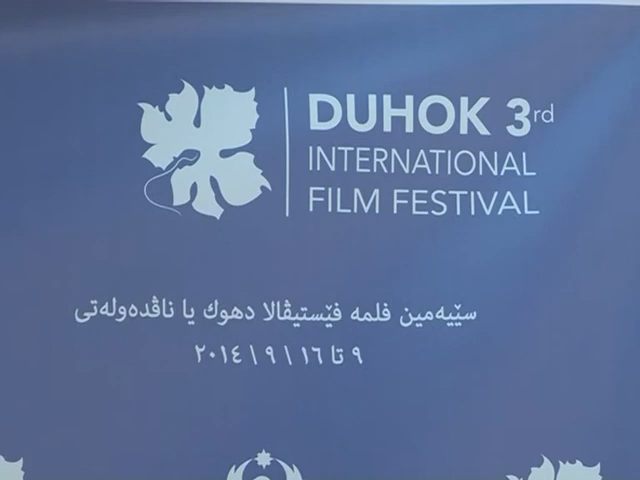 DUHOK 3rd
INTERNATIONAL
FILM FESTIVAL
سێیەمین فلمە فێستیڤالا دهوك یا ناڤدەولەتی
٩ تا ١٦ | ٩ | ٢٠١٤